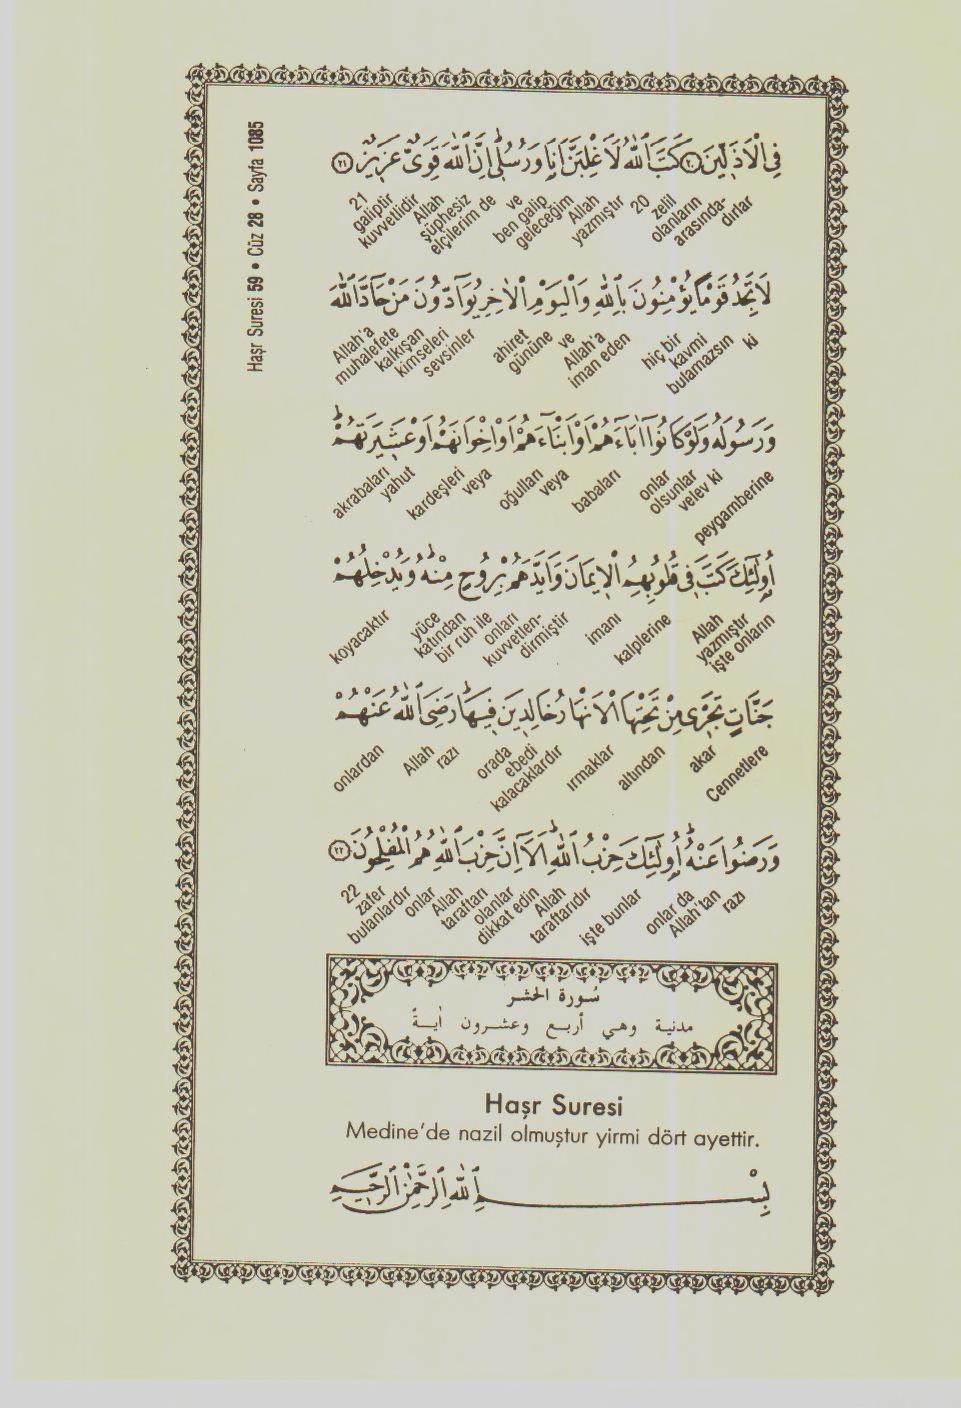 Haşr Suresi 59 • Cüz 28 • Sayfa 1085
فِي الْاَذَلّٖينَ ﴿٢٠﴾ كَتَبَ اللّٰهُ لَاَغْلِبَنَّ اَنَا وَرُسُلٖيؕ اِنَّ اللّٰهَ قَوِيٌّ عَزٖيزٌ ﴿٢١﴾
arasında-dırlar zelil olanların 20 yazmıştır Allah ben galip geleceğim ve elçilerim de şüphesiz Allah kuvvetlidir galiptir 21
لَا تَجِدُ قَوْمًا يُؤْمِنُونَ بِاللّٰهِ وَالْيَوْمِ الْاٰخِرِ يُوَٓادُّونَ مَنْ حَٓادَّ اللّٰهَ
ki bulamazsın hiç bir kavmi iman eden Allah'a ve ahiret gününe sevsinler kimseleri muhalefete kalkışan Allah'a
وَرَسُولَهُ وَلَوْ كَانُٓوا اٰبَٓاءَهُمْ اَوْ اَبْنَٓاءَهُمْ اَوْ اِخْوَانَهُمْ اَوْ عَشٖيرَتَهُمْؕ
peygamberine velev ki onlar olsunlar babaları veya oğulları veya kardeşleri yahut akrabaları
اُو۬لٰٓئِكَ كَتَبَ فٖي قُلُوبِهِمُ الْاٖيمَانَ وَاَيَّدَهُمْ بِرُوحٍ مِنْهُؕ وَيُدْخِلُهُمْ
işte onların Allah yazmıştır kalplerine imanı onları kuvvetlen-dirmiştir bir ruh ile yüce katından koyacaktır
جَنَّاتٍ تَجْرٖي مِنْ تَحْتِهَا الْاَنْهَارُ خَالِدٖينَ فٖيهَاؕ رَضِيَ اللّٰهُ عَنْهُمْ
Cennetlere akar altından ırmaklar ebedi kalacaklardır orada razı Allah onlardan
وَرَضُوا عَنْهُؕ اُو۬لٰٓئِكَ حِزْبُ اللّٰهِؕ اَلَٓا اِنَّ حِزْبَ اللّٰهِ هُمُ الْمُفْلِحُونَ ﴿٢٢﴾
razı onlar da Allah'tan işte bunlar Allah taraftarıdır dikkat edin olanlar Allah taraftarı onlar zafer bulanlardır 22
سُورة الحشر
مدنية وهي أربع وعشرون أيةً
Haşr Suresi
Medine'de nazil olmuştur yirmi dört ayettir.
بِسْمِ اللّٰهِ الرَّحْمٰنِ الرَّحٖيمِ